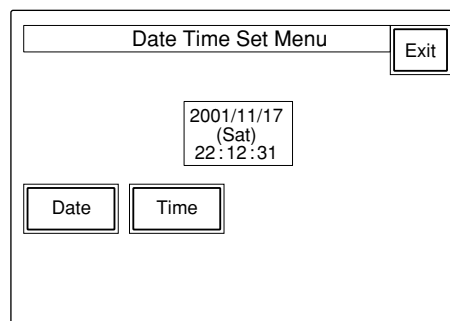 Date Time Set Menu
Exit
2001/11/17
(Sat)
22:12:31
Date
Time